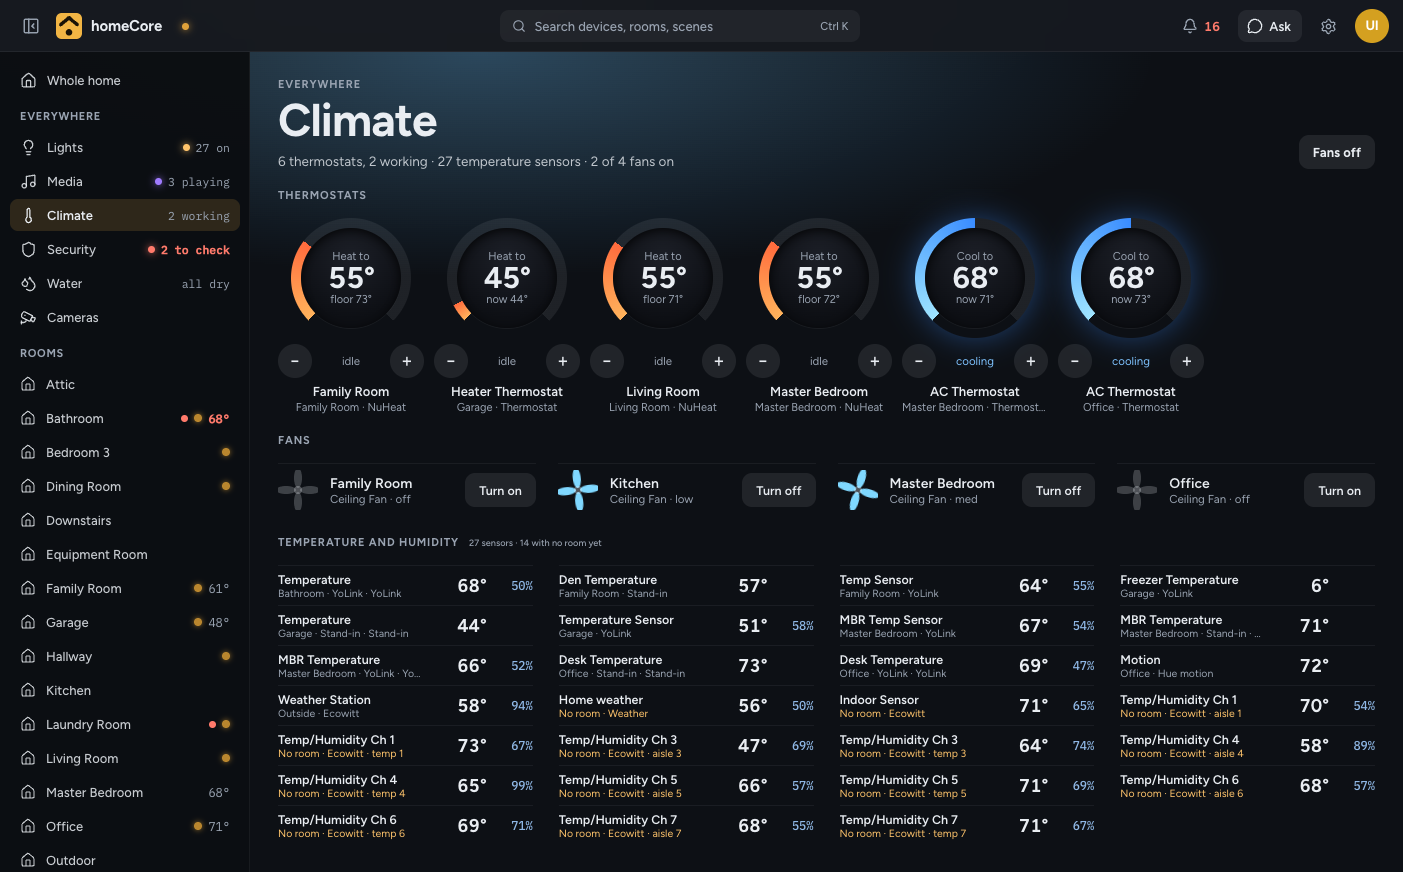 homeCore
Search devices, rooms, scenes
Ctrl K
16
Ask
UI
Whole home
EVERYWHERE
Lights
27 on
Media
3 playing
Climate
2 working
Security
2 to check
Water
all dry
Cameras
ROOMS
Attic
Bathroom
68°
Bedroom 3
Dining Room
Downstairs
Equipment Room
Family Room
61°
Garage
48°
Hallway
Kitchen
Laundry Room
Living Room
Master Bedroom
68°
Office
71°
Outdoor
EVERYWHERE
Climate
6 thermostats, 2 working · 27 temperature sensors · 2 of 4 fans on
Fans off
THERMOSTATS
Heat to
55°
floor 73°
− idle +
Family Room
Family Room · NuHeat
Heat to
45°
now 44°
− idle +
Heater Thermostat
Garage · Thermostat
Heat to
55°
floor 71°
− idle +
Living Room
Living Room · NuHeat
Heat to
55°
floor 72°
− idle +
Master Bedroom
Master Bedroom · NuHeat
Cool to
68°
now 71°
− cooling +
AC Thermostat
Master Bedroom · Thermost...
Cool to
68°
now 73°
− cooling +
AC Thermostat
Office · Thermostat
FANS
Family Room
Ceiling Fan · off
Turn on
Kitchen
Ceiling Fan · low
Turn off
Master Bedroom
Ceiling Fan · med
Turn off
Office
Ceiling Fan · off
Turn on
TEMPERATURE AND HUMIDITY 27 sensors · 14 with no room yet
Temperature
Bathroom · YoLink · YoLink
68° 50%
Den Temperature
Family Room · Stand-in
57°
Temp Sensor
Family Room · YoLink
64° 55%
Freezer Temperature
Garage · YoLink
6°
Temperature
Garage · Stand-in · Stand-in
44°
Temperature Sensor
Garage · YoLink
51° 58%
MBR Temp Sensor
Master Bedroom · YoLink
67° 54%
MBR Temperature
Master Bedroom · Stand-in · ...
71°
MBR Temperature
Master Bedroom · YoLink · Yo...
66° 52%
Desk Temperature
Office · Stand-in · Stand-in
73°
Desk Temperature
Office · YoLink · YoLink
69° 47%
Motion
Office · Hue motion
72°
Weather Station
Outside · Ecowitt
58° 94%
Home weather
No room · Weather
56° 50%
Indoor Sensor
No room · Ecowitt
71° 65%
Temp/Humidity Ch 1
No room · Ecowitt · aisle 1
70° 54%
Temp/Humidity Ch 1
No room · Ecowitt · temp 1
73° 67%
Temp/Humidity Ch 3
No room · Ecowitt · aisle 3
47° 69%
Temp/Humidity Ch 3
No room · Ecowitt · temp 3
64° 74%
Temp/Humidity Ch 4
No room · Ecowitt · aisle 4
58° 89%
Temp/Humidity Ch 4
No room · Ecowitt · temp 4
65° 99%
Temp/Humidity Ch 5
No room · Ecowitt · aisle 5
66° 57%
Temp/Humidity Ch 5
No room · Ecowitt · temp 5
71° 69%
Temp/Humidity Ch 6
No room · Ecowitt · aisle 6
68° 57%
Temp/Humidity Ch 6
No room · Ecowitt · temp 6
69° 71%
Temp/Humidity Ch 7
No room · Ecowitt · aisle 7
68° 55%
Temp/Humidity Ch 7
No room · Ecowitt · temp 7
71° 67%